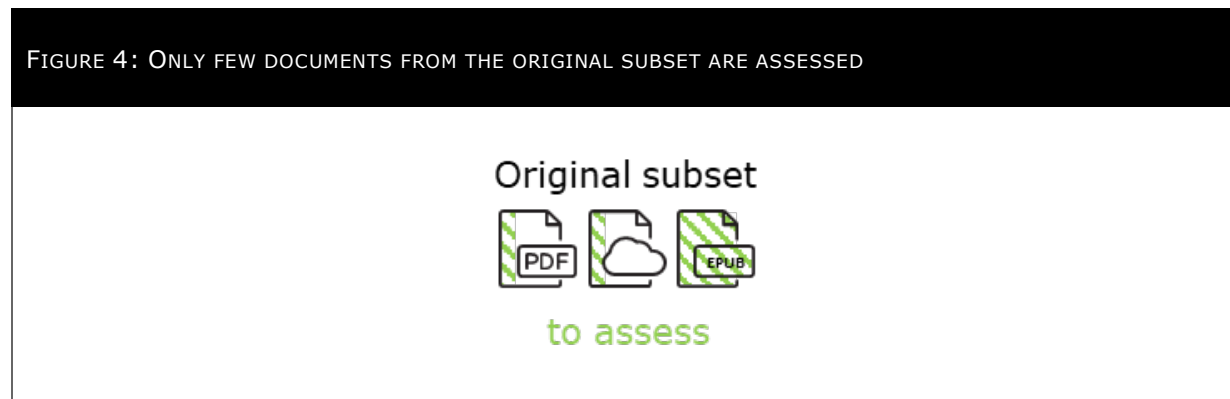 FIGURE 4: ONLY FEW DOCUMENTS FROM THE ORIGINAL SUBSET ARE ASSESSED
Original subset
PDF EPUB
to assess